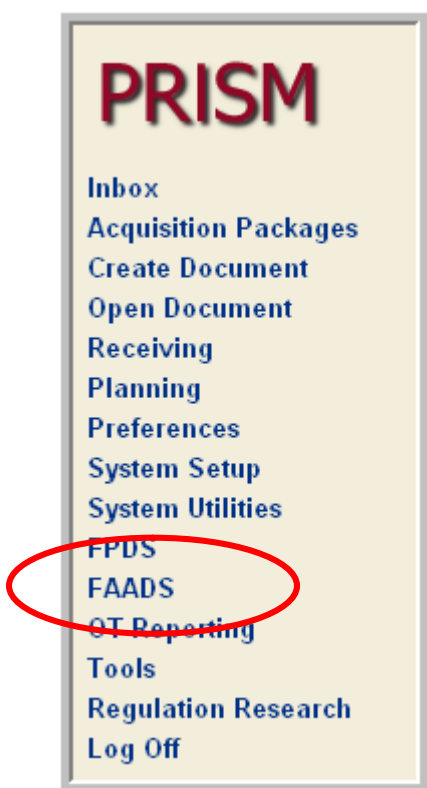 PRISM
Inbox
Acquisition Packages
Create Document
Open Document
Receiving
Planning
Preferences
System Setup
System Utilities
FPDS
FAADS
OT Reporting
Tools
Regulation Research
Log Off